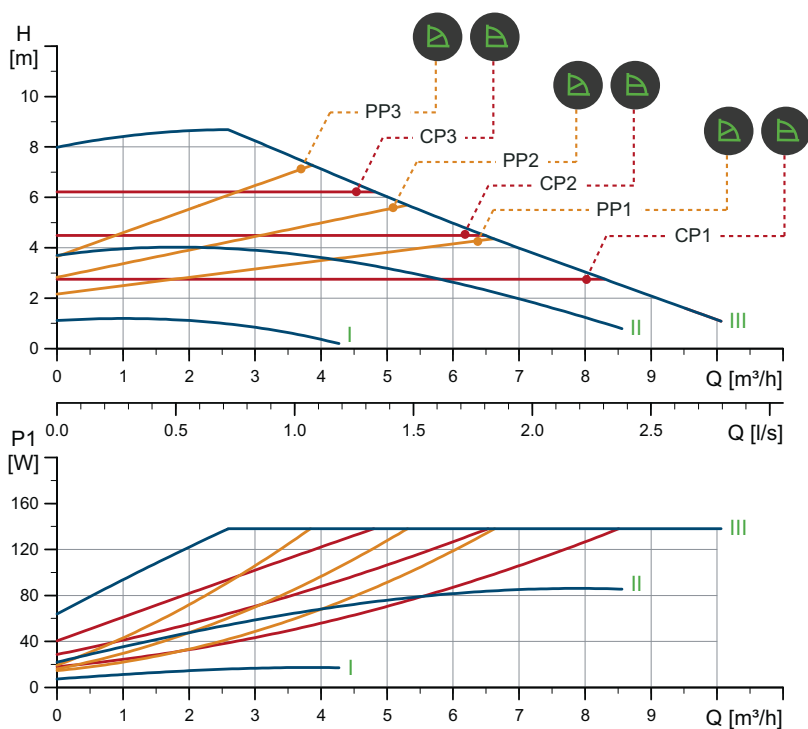 H
[m]
10
8
6
4
2
0
PP3
CP3
PP2
CP2
PP1
CP1
I
II
III
0 1 2 3 4 5 6 7 8 9 Q [m³/h]
0.0 0.5 1.0 1.5 2.0 2.5 Q [l/s]
P1
[W]
160
120
80
40
0
III
II
I
0 1 2 3 4 5 6 7 8 9 Q [m³/h]